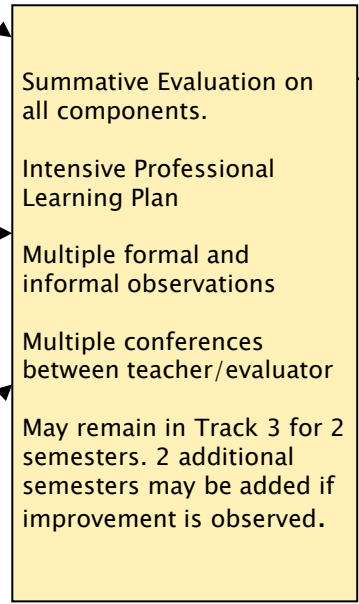 Summative Evaluation on
all components.
Intensive Professional
Learning Plan
Multiple formal and
informal observations
Multiple conferences
between teacher/evaluator
May remain in Track 3 for 2
semesters. 2 additional
semesters may be added if
improvement is observed.